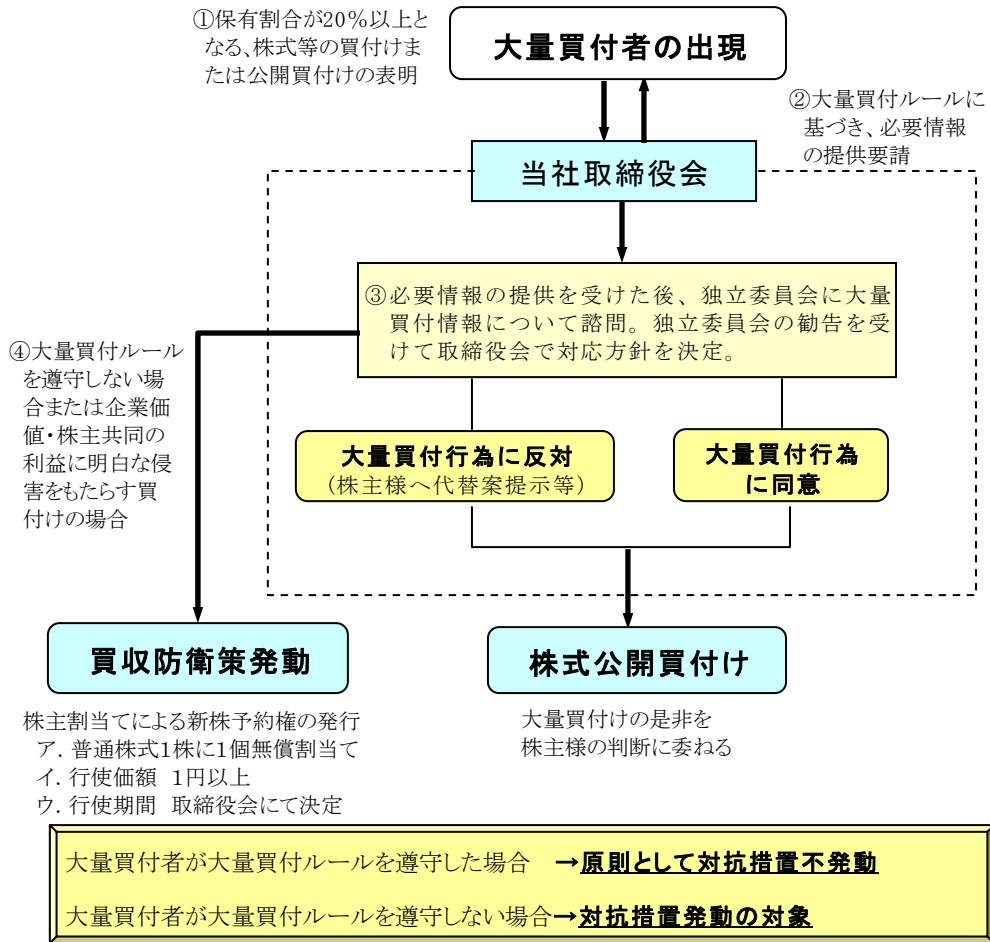 ①保有割合が20％以上と
なる、株式等の買付けま
たは公開買付けの表明
大量買付者の出現
②大量買付ルールに
基づき、必要情報
の提供要請
当社取締役会
③必要情報の提供を受けた後、独立委員会に大量
買付情報について諮問。独立委員会の勧告を受
けて取締役会で対応方針を決定。
④大量買付ルール
を遵守しない場
合または企業価
値・株主共同の
利益に明白な侵
害をもたらす買
付けの場合
大量買付行為に反対
（株主様へ代替案提示等）
大量買付行為
に同意
買収防衛策発動
株主割当てによる新株予約権の発行
ア．普通株式1株に1個無償割当て
イ．行使価額 1円以上
ウ．行使期間 取締役会にて決定
株式公開買付け
大量買付けの是非を
株主様の判断に委ねる
大量買付者が大量買付ルールを遵守した場合 →原則として対抗措置不発動
大量買付者が大量買付ルールを遵守しない場合→対抗措置発動の対象